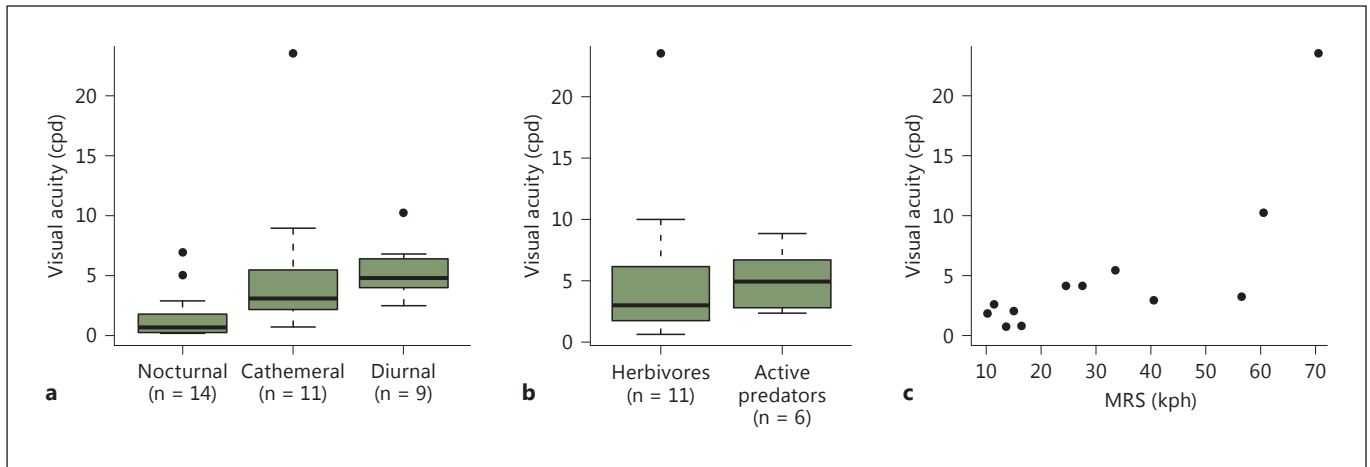 Visual acuity (cpd)
20
15
10
5
0
Nocturnal
(n = 14)
Cathemeral
(n = 11)
Diurnal
(n = 9)
a
Visual acuity (cpd)
20
15
10
5
0
Herbivores
(n = 11)
Active
predators
(n = 6)
b
Visual acuity (cpd)
20
15
10
5
0
10 20 30 40 50 60 70
MRS (kph)
c